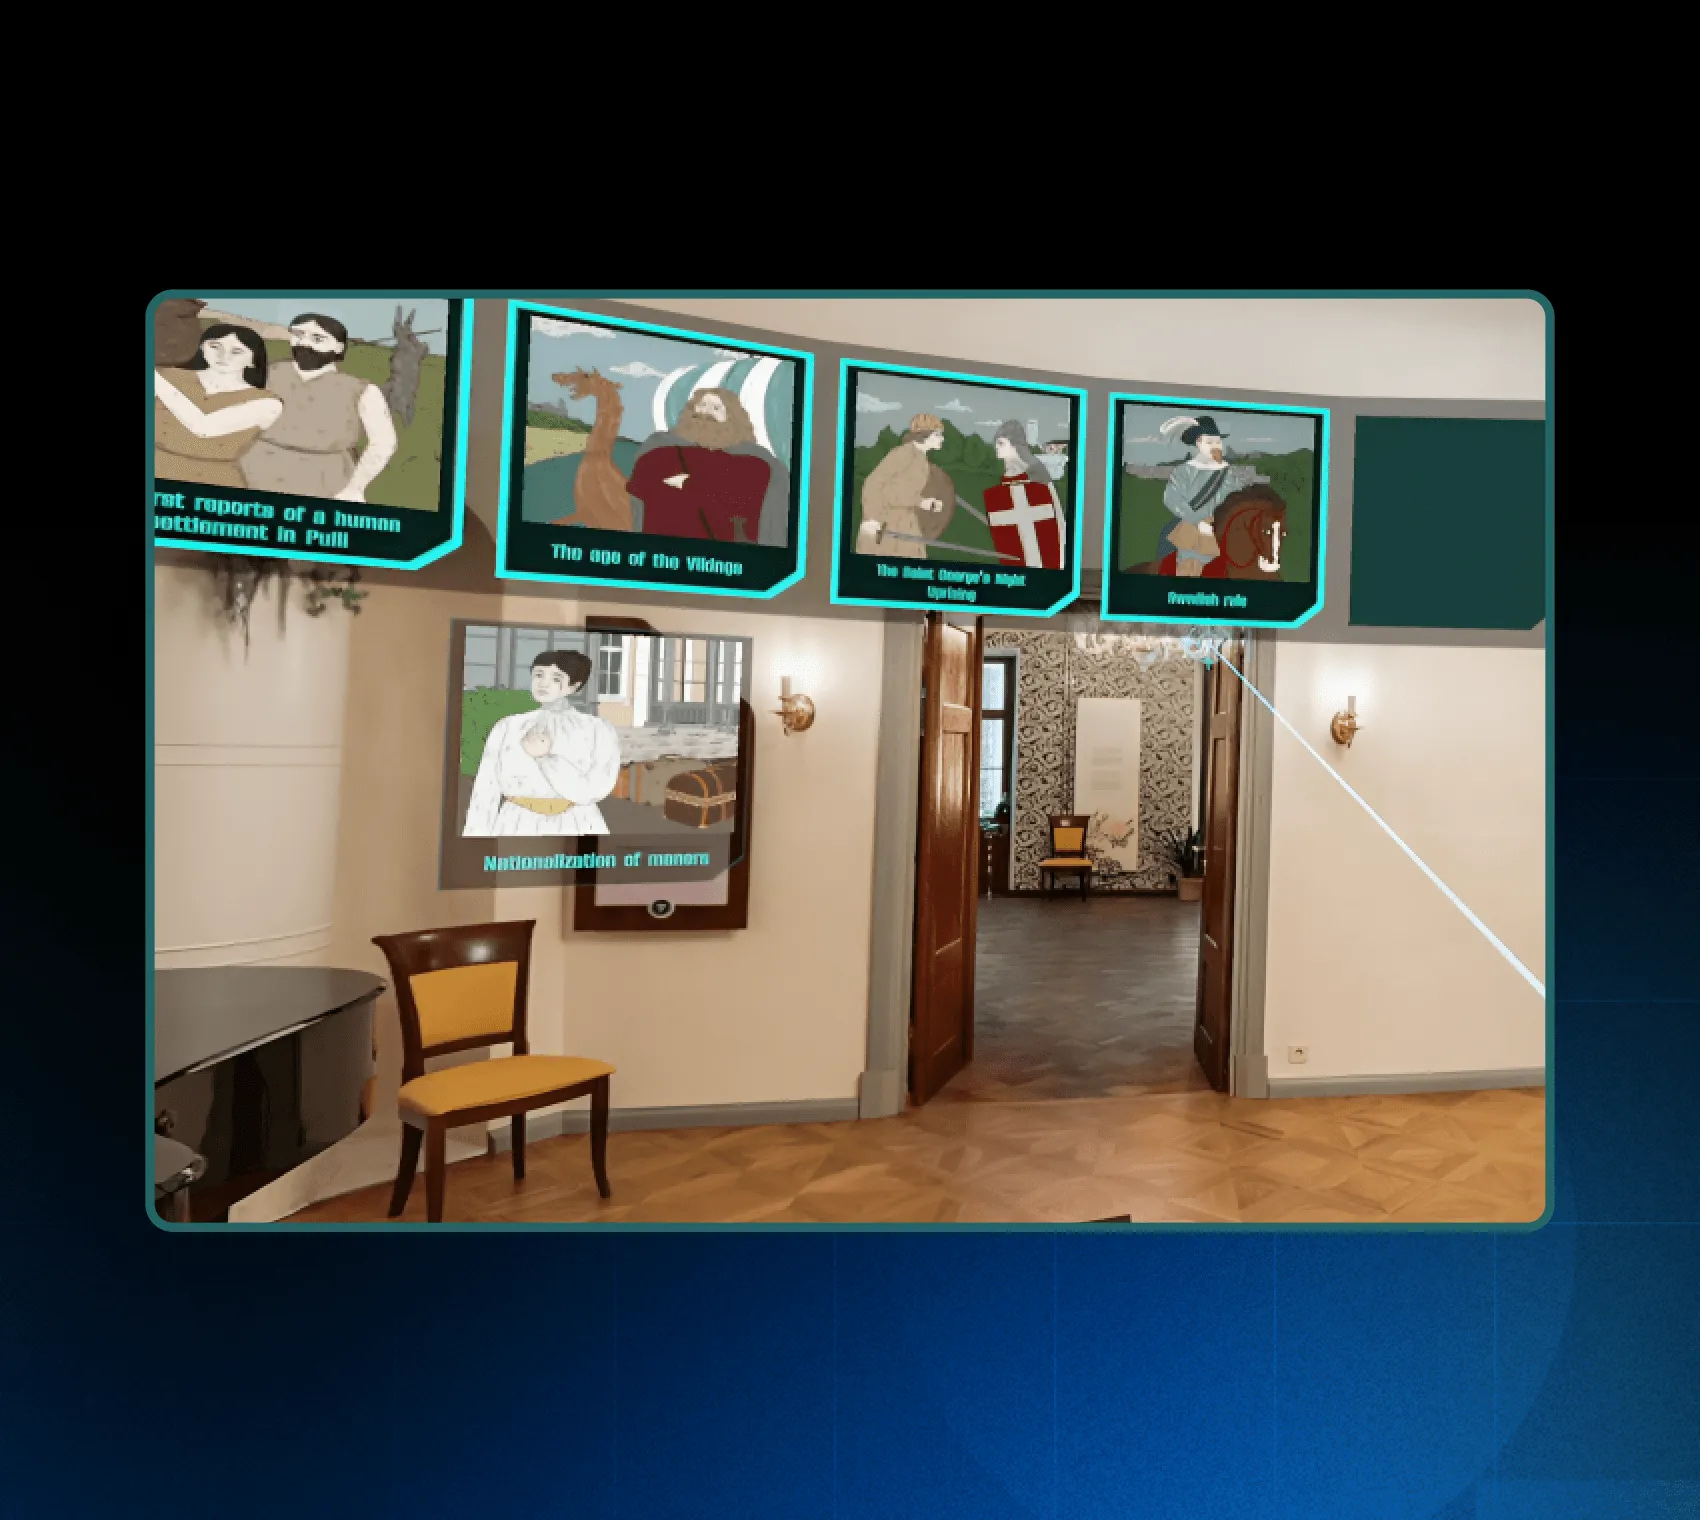 rst reports of a human
settlement in Pulli
The age of the Vikings
The Saint George's Night
Uprising
Swedish rule
Nationalization of manors